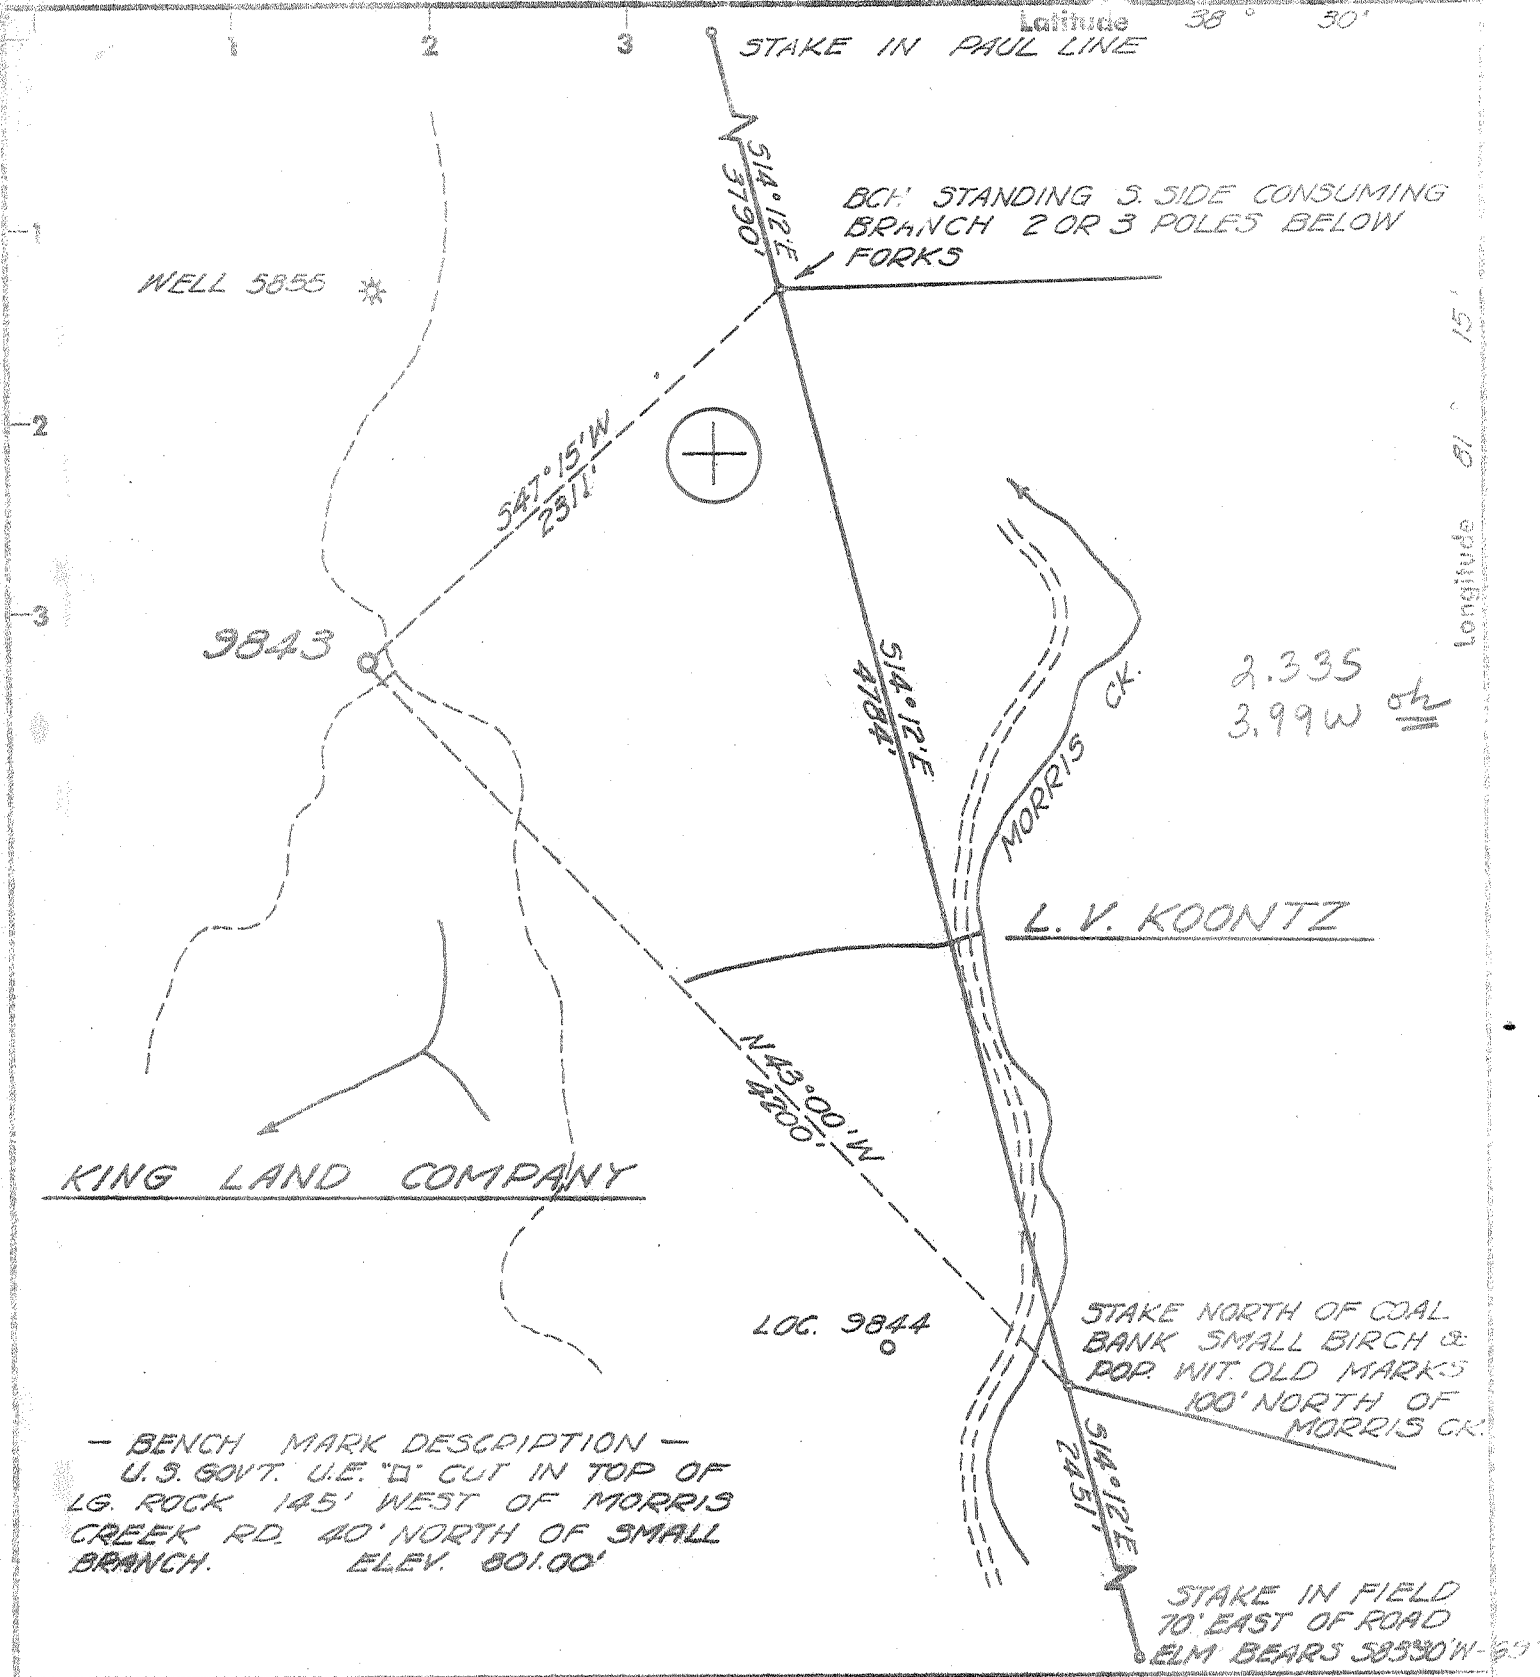 Latitude 38° 30'
1 2 3
STAKE IN PAUL LINE
S14°12'E
3790'
BCH STANDING S. SIDE CONSUMING
BRANCH 2 OR 3 POLES BELOW
FORKS
1
WELL 5855
Longitude 81° 15'
2
S47°15'W
2311'
3
9843
S14°12'E
4784'
2.33S
3.99W ok
MORRIS CK.
L. V. KOONTZ
N43°00'W
4200'
KING LAND COMPANY
LOC. 9844
STAKE NORTH OF COAL
BANK SMALL BIRCH &
POP. WIT. OLD MARKS
100' NORTH OF
MORRIS CK.
S14°12'E
2451'
- BENCH MARK DESCRIPTION -
U.S. GOVT. U.E. "□" CUT IN TOP OF
LG. ROCK 145' WEST OF MORRIS
CREEK RD. 40' NORTH OF SMALL
BRANCH. ELEV. 801.00'
STAKE IN FIELD
70' EAST OF ROAD
ELM BEARS